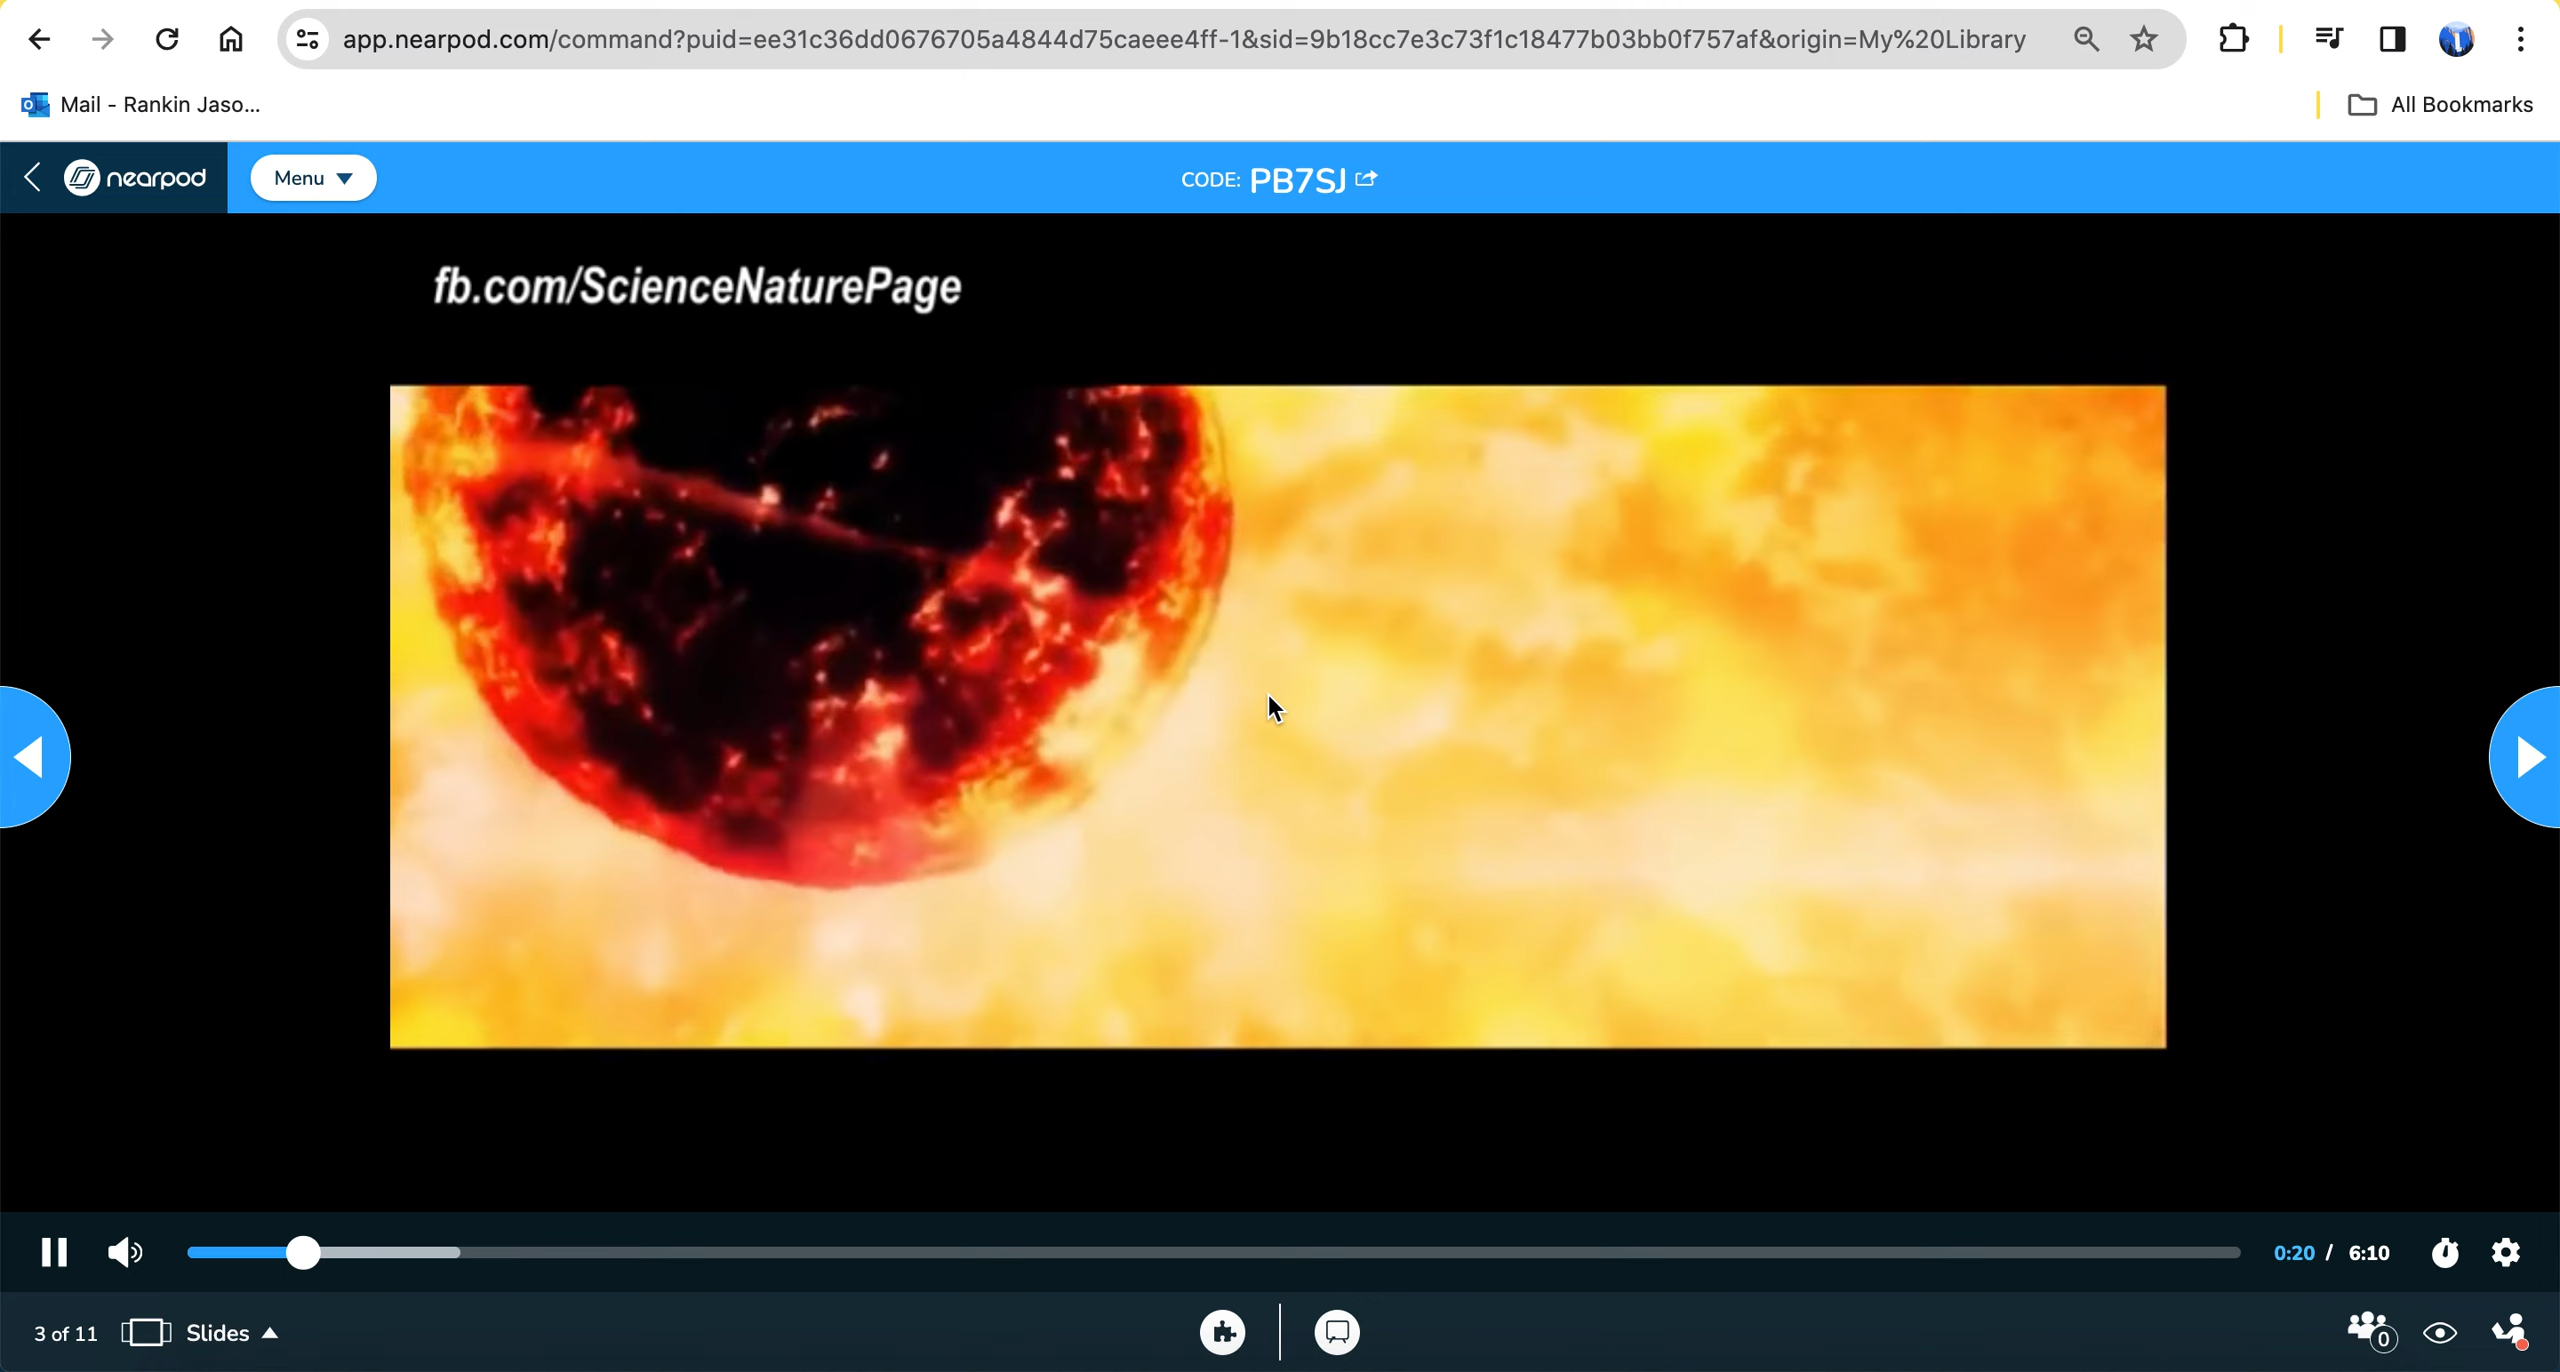 app.nearpod.com/command?puid=ee31c36dd0676705a4844d75caeee4ff-1&sid=9b18cc7e3c73f1c18477b03bb0f757af&origin=My%20Library
Mail - Rankin Jaso...
All Bookmarks
nearpod
Menu
CODE: PB7SJ
fb.com/ScienceNaturePage
0:20 / 6:10
3 of 11
Slides
0